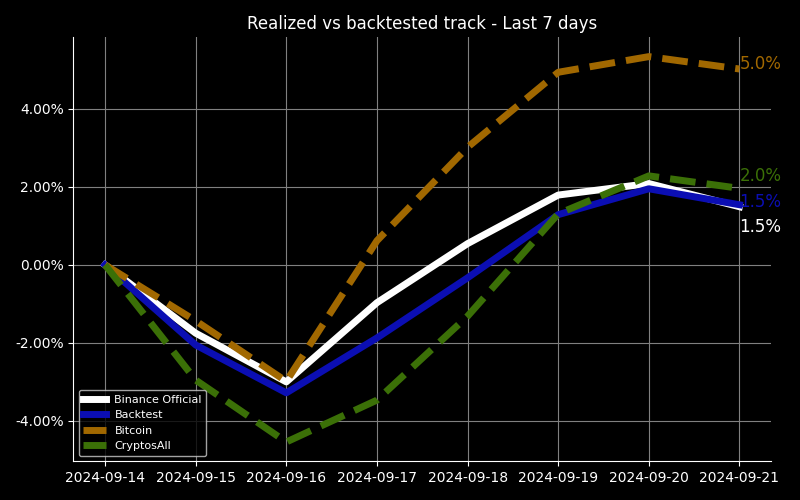 Realized vs backtested track - Last 7 days
4.00%
2.00%
0.00%
-2.00%
-4.00%
5.0%
2.0%
1.5%
1.5%
Binance Official
Backtest
Bitcoin
CryptosAll
2024-09-14 2024-09-15 2024-09-16 2024-09-17 2024-09-18 2024-09-19 2024-09-20 2024-09-21